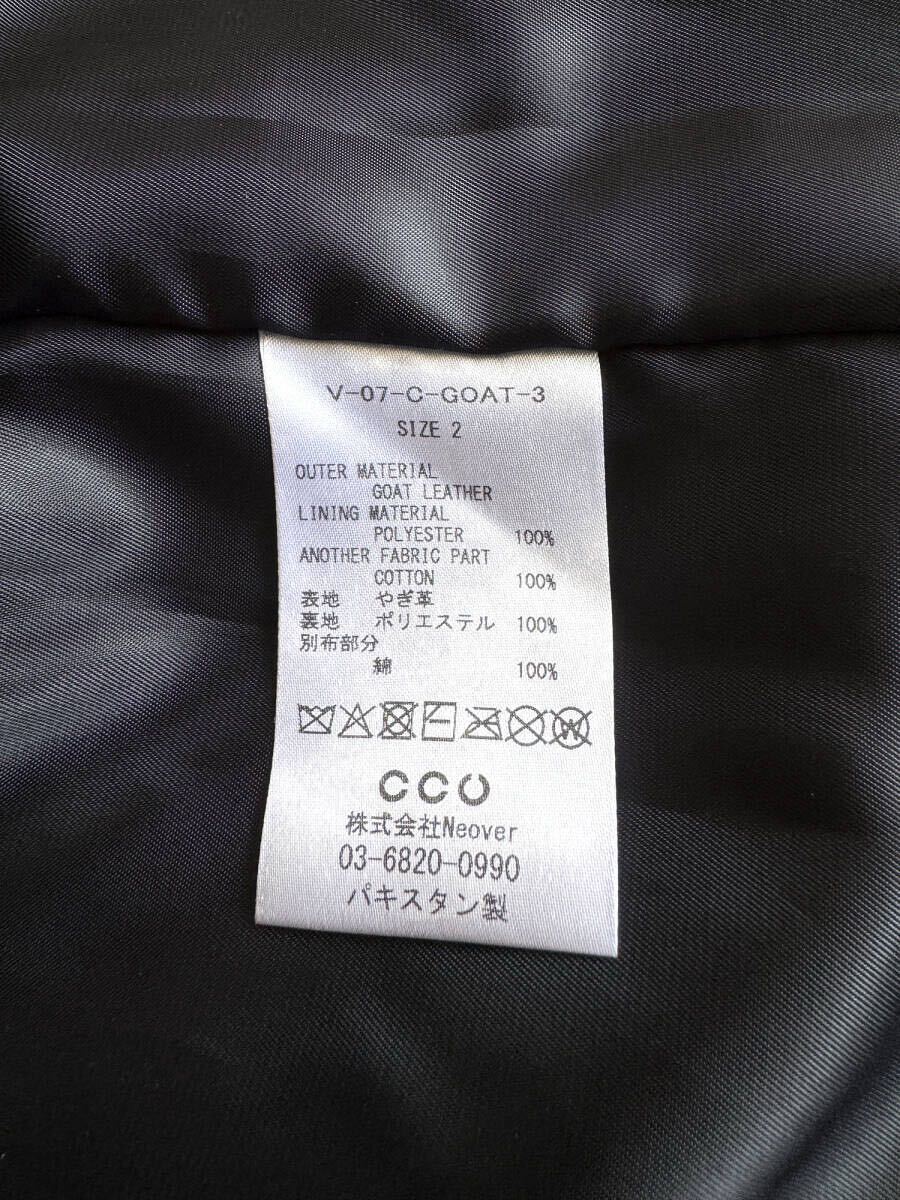 V-07-C-GOAT-3
SIZE 2
OUTER MATERIAL
GOAT LEATHER
LINING MATERIAL
POLYESTER 100%
ANOTHER FABRIC PART
COTTON 100%
表地 やぎ革
裏地 ポリエステル 100%
別布部分
綿 100%
W
CCU
株式会社Neover
03-6820-0990
パキスタン製